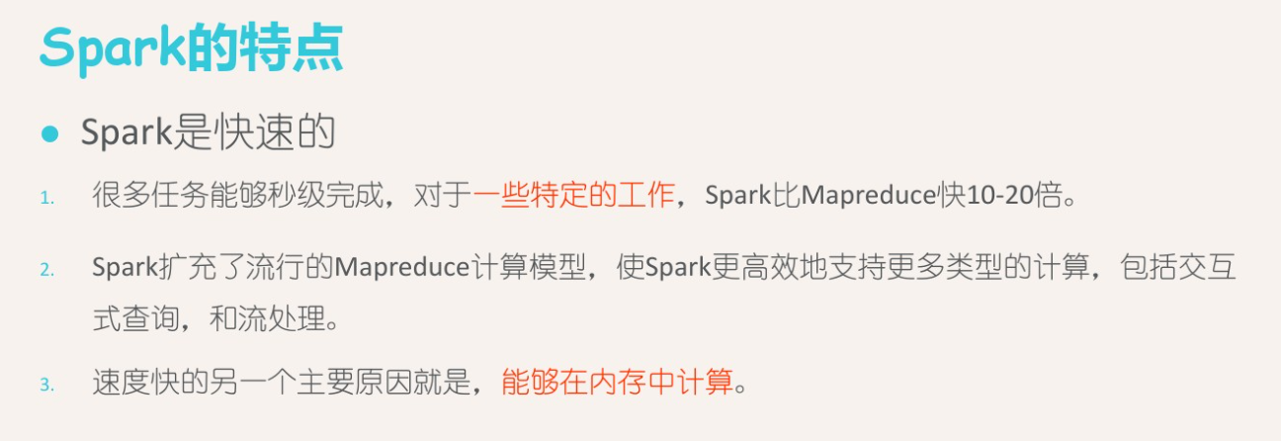 Spark的特点
● Spark是快速的
1. 很多任务能够秒级完成，对于一些特定的工作，Spark比Mapreduce快10-20倍。
2. Spark扩充了流行的Mapreduce计算模型，使Spark更高效地支持更多类型的计算，包括交互
式查询，和流处理。
3. 速度快的另一个主要原因就是，能够在内存中计算。